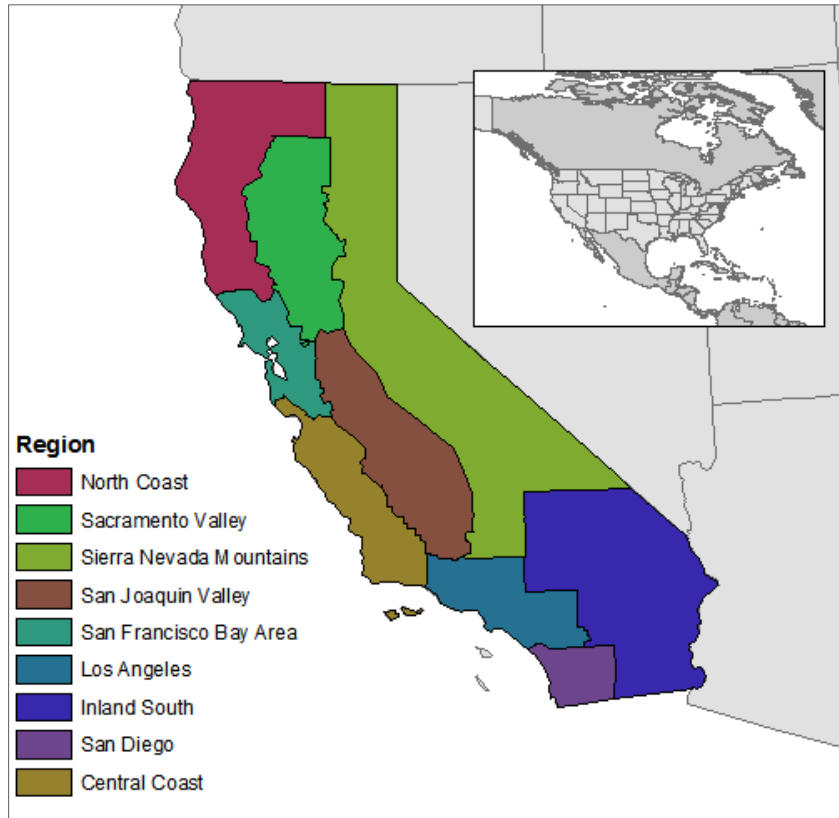 Region
North Coast
Sacramento Valley
Sierra Nevada Mountains
San Joaquin Valley
San Francisco Bay Area
Los Angeles
Inland South
San Diego
Central Coast